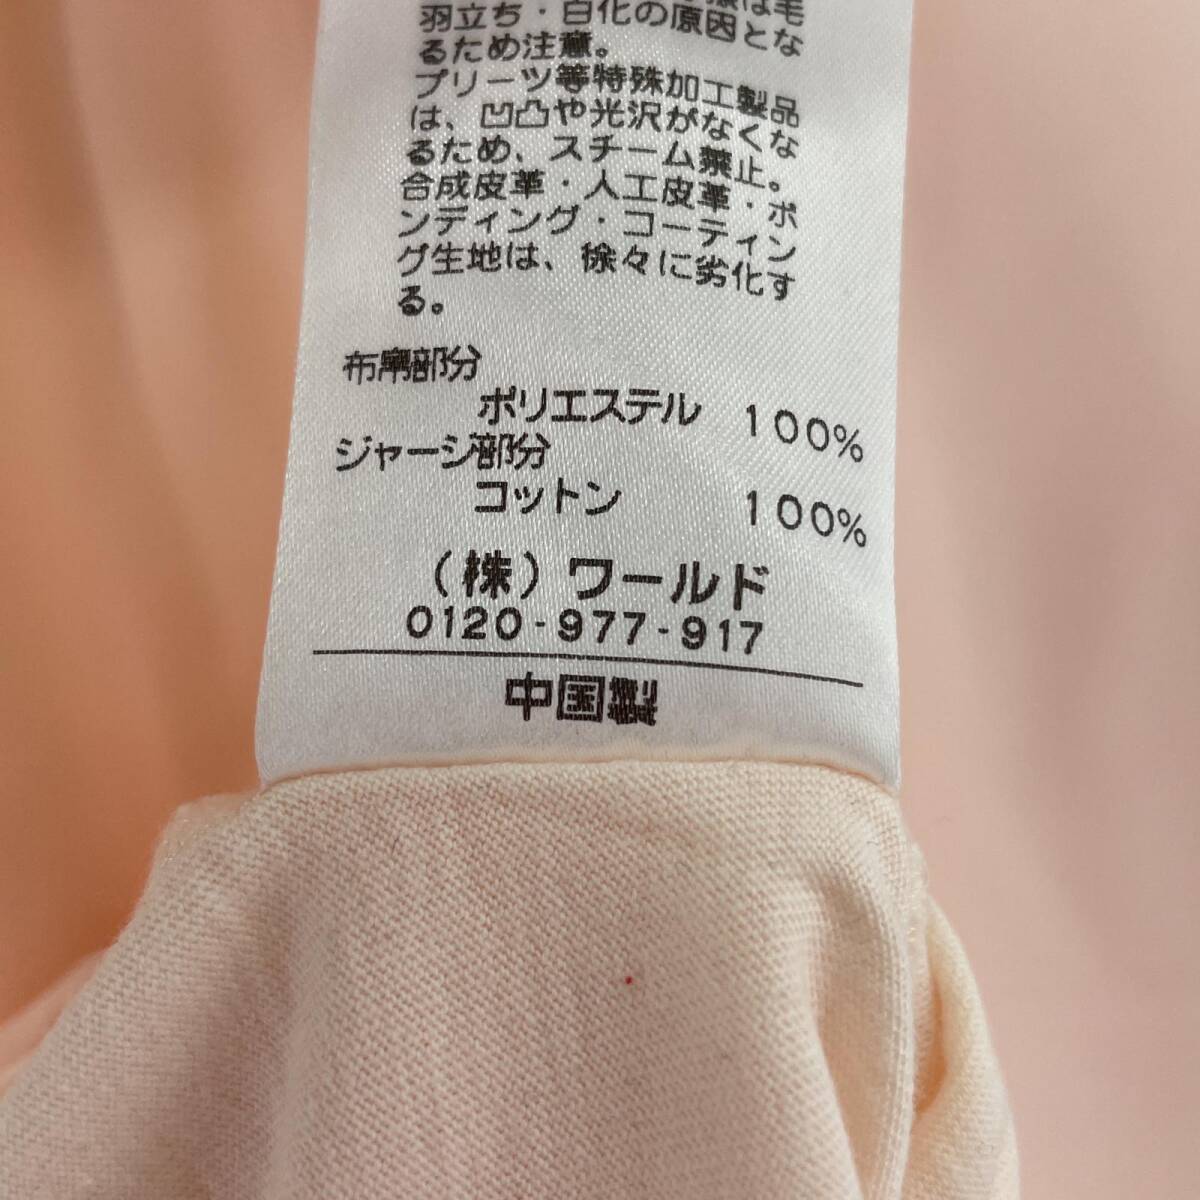 は毛
羽立ち・白化の原因とな
るため注意。
プリーツ等特殊加工製品
は、凹凸や光沢がなくな
るため、スチーム禁止。
合成皮革・人工皮革・ボ
ンディング・コーティン
グ生地は、徐々に劣化す
る。
布帛部分
ポリエステル 100%
ジャージ部分
コットン 100%
(株)ワールド
0120-977-917
中国製